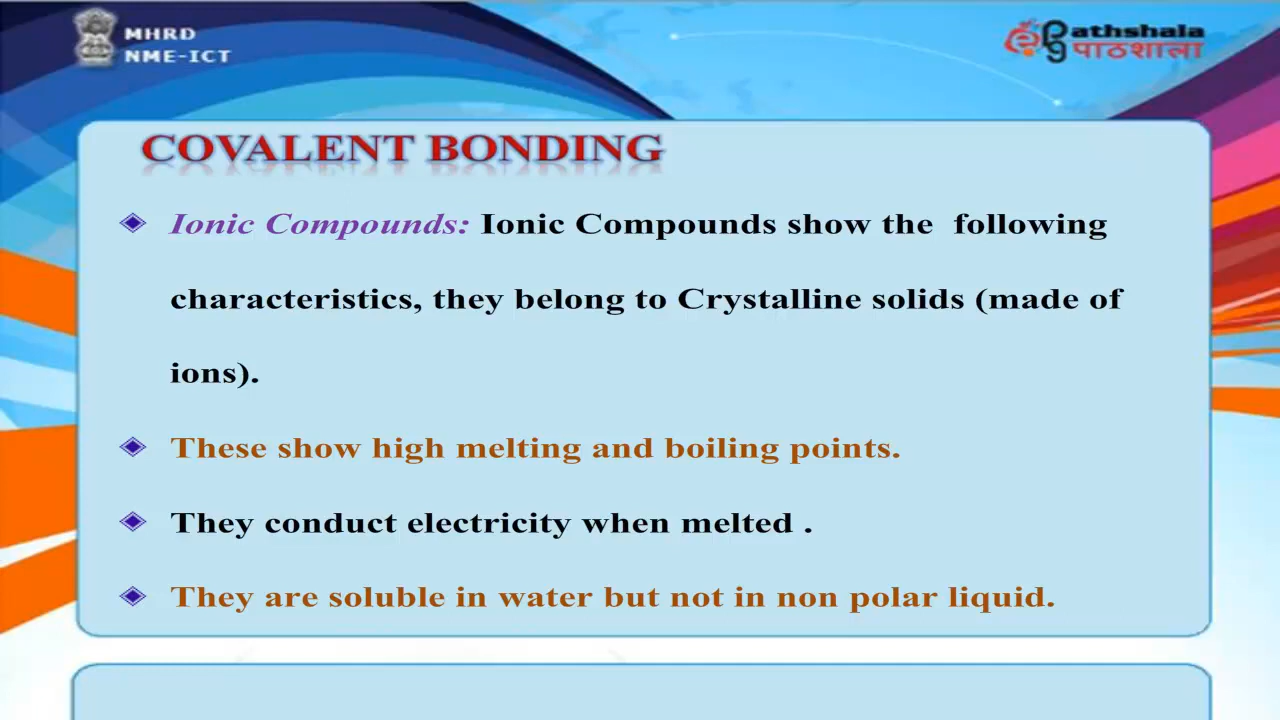 MHRD
NME-ICT
epg athshala
पाठशाला
COVALENT BONDING
Ionic Compounds: Ionic Compounds show the following
characteristics, they belong to Crystalline solids (made of
ions).
These show high melting and boiling points.
They conduct electricity when melted .
They are soluble in water but not in non polar liquid.